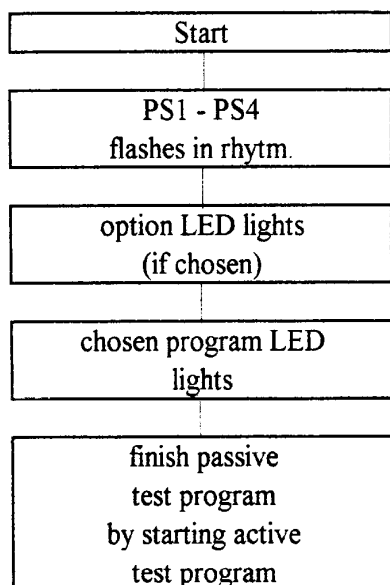 Start
PS1 - PS4
flashes in rhytm.
option LED lights
(if chosen)
chosen program LED
lights
finish passive
test program
by starting active
test program